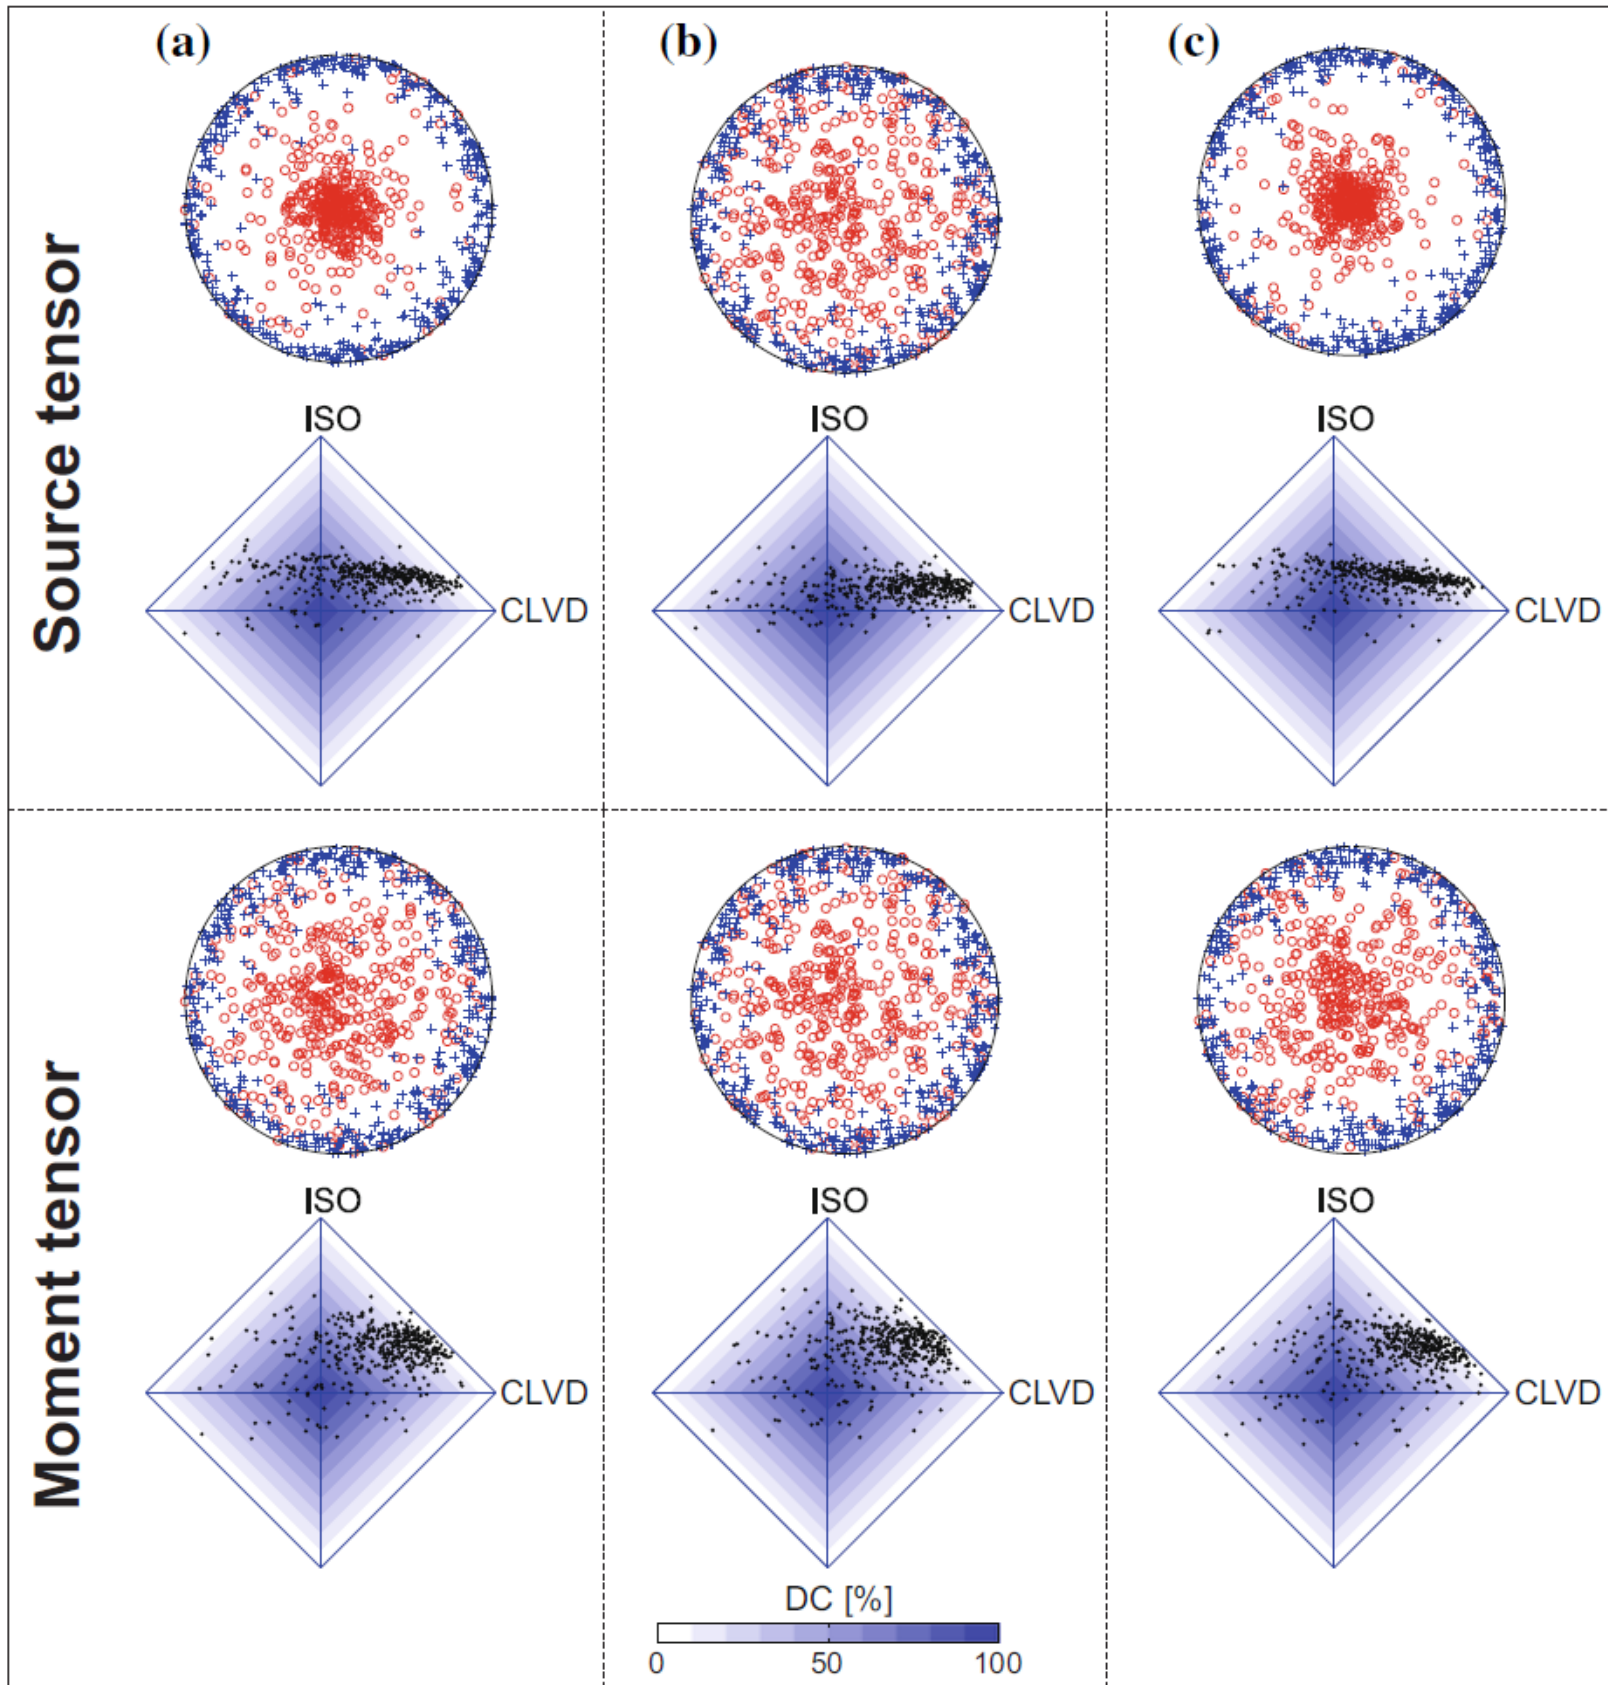 (a) (b) (c)
Source tensor
ISO ISO ISO
CLVD CLVD CLVD
Moment tensor
ISO ISO ISO
CLVD CLVD CLVD
DC [%]
0 50 100